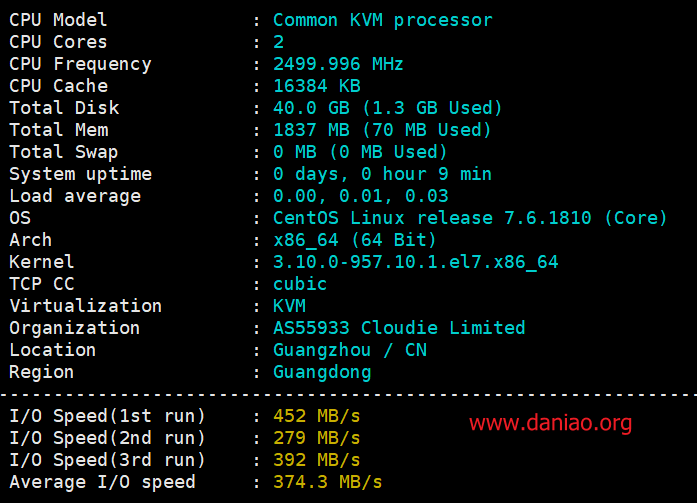 CPU Model : Common KVM processor
CPU Cores : 2
CPU Frequency : 2499.996 MHz
CPU Cache : 16384 KB
Total Disk : 40.0 GB (1.3 GB Used)
Total Mem : 1837 MB (70 MB Used)
Total Swap : 0 MB (0 MB Used)
System uptime : 0 days, 0 hour 9 min
Load average : 0.00, 0.01, 0.03
OS : CentOS Linux release 7.6.1810 (Core)
Arch : x86_64 (64 Bit)
Kernel : 3.10.0-957.10.1.el7.x86_64
TCP CC : cubic
Virtualization : KVM
Organization : AS55933 Cloudie Limited
Location : Guangzhou / CN
Region : Guangdong
----------------------------------------------------------------------
I/O Speed(1st run) : 452 MB/s
www.daniao.org
I/O Speed(2nd run) : 279 MB/s
I/O Speed(3rd run) : 392 MB/s
Average I/O speed : 374.3 MB/s